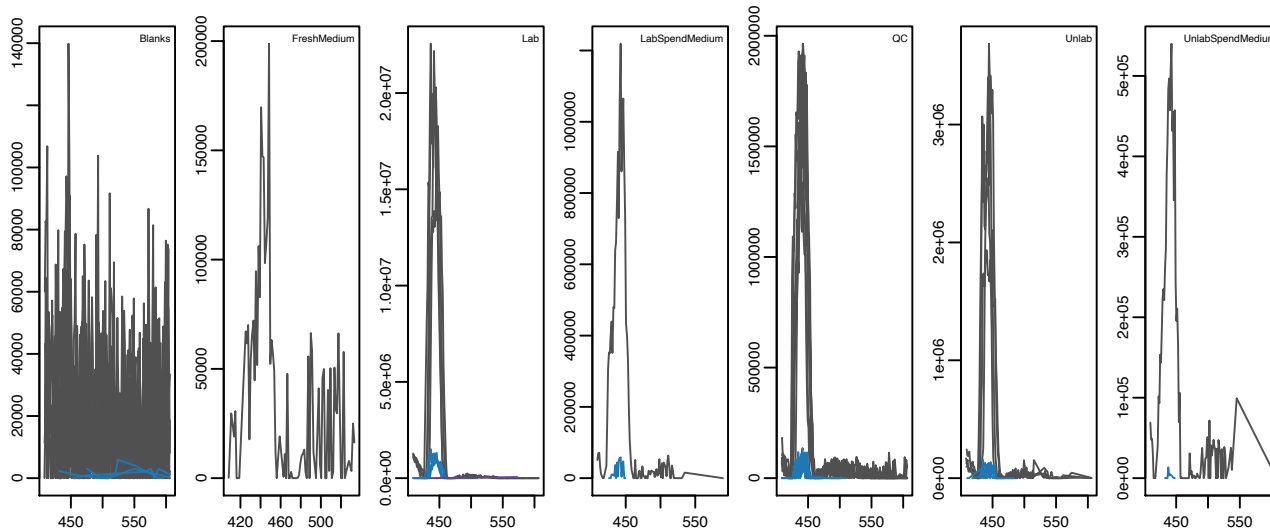 Blanks
140000
100000
80000
60000
40000
20000
0
450
550
FreshMedium
200000
150000
100000
50000
0
420
460
500
Lab
2.0e+07
1.5e+07
1.0e+07
5.0e+06
0.0e+00
450
550
LabSpendMedium
1000000
800000
600000
400000
200000
0
450
550
QC
2000000
1500000
1000000
500000
0
450
550
Unlab
3e+06
2e+06
1e+06
0e+00
450
550
UnlabSpendMedium
5e+05
4e+05
3e+05
2e+05
1e+05
0e+00
450
550